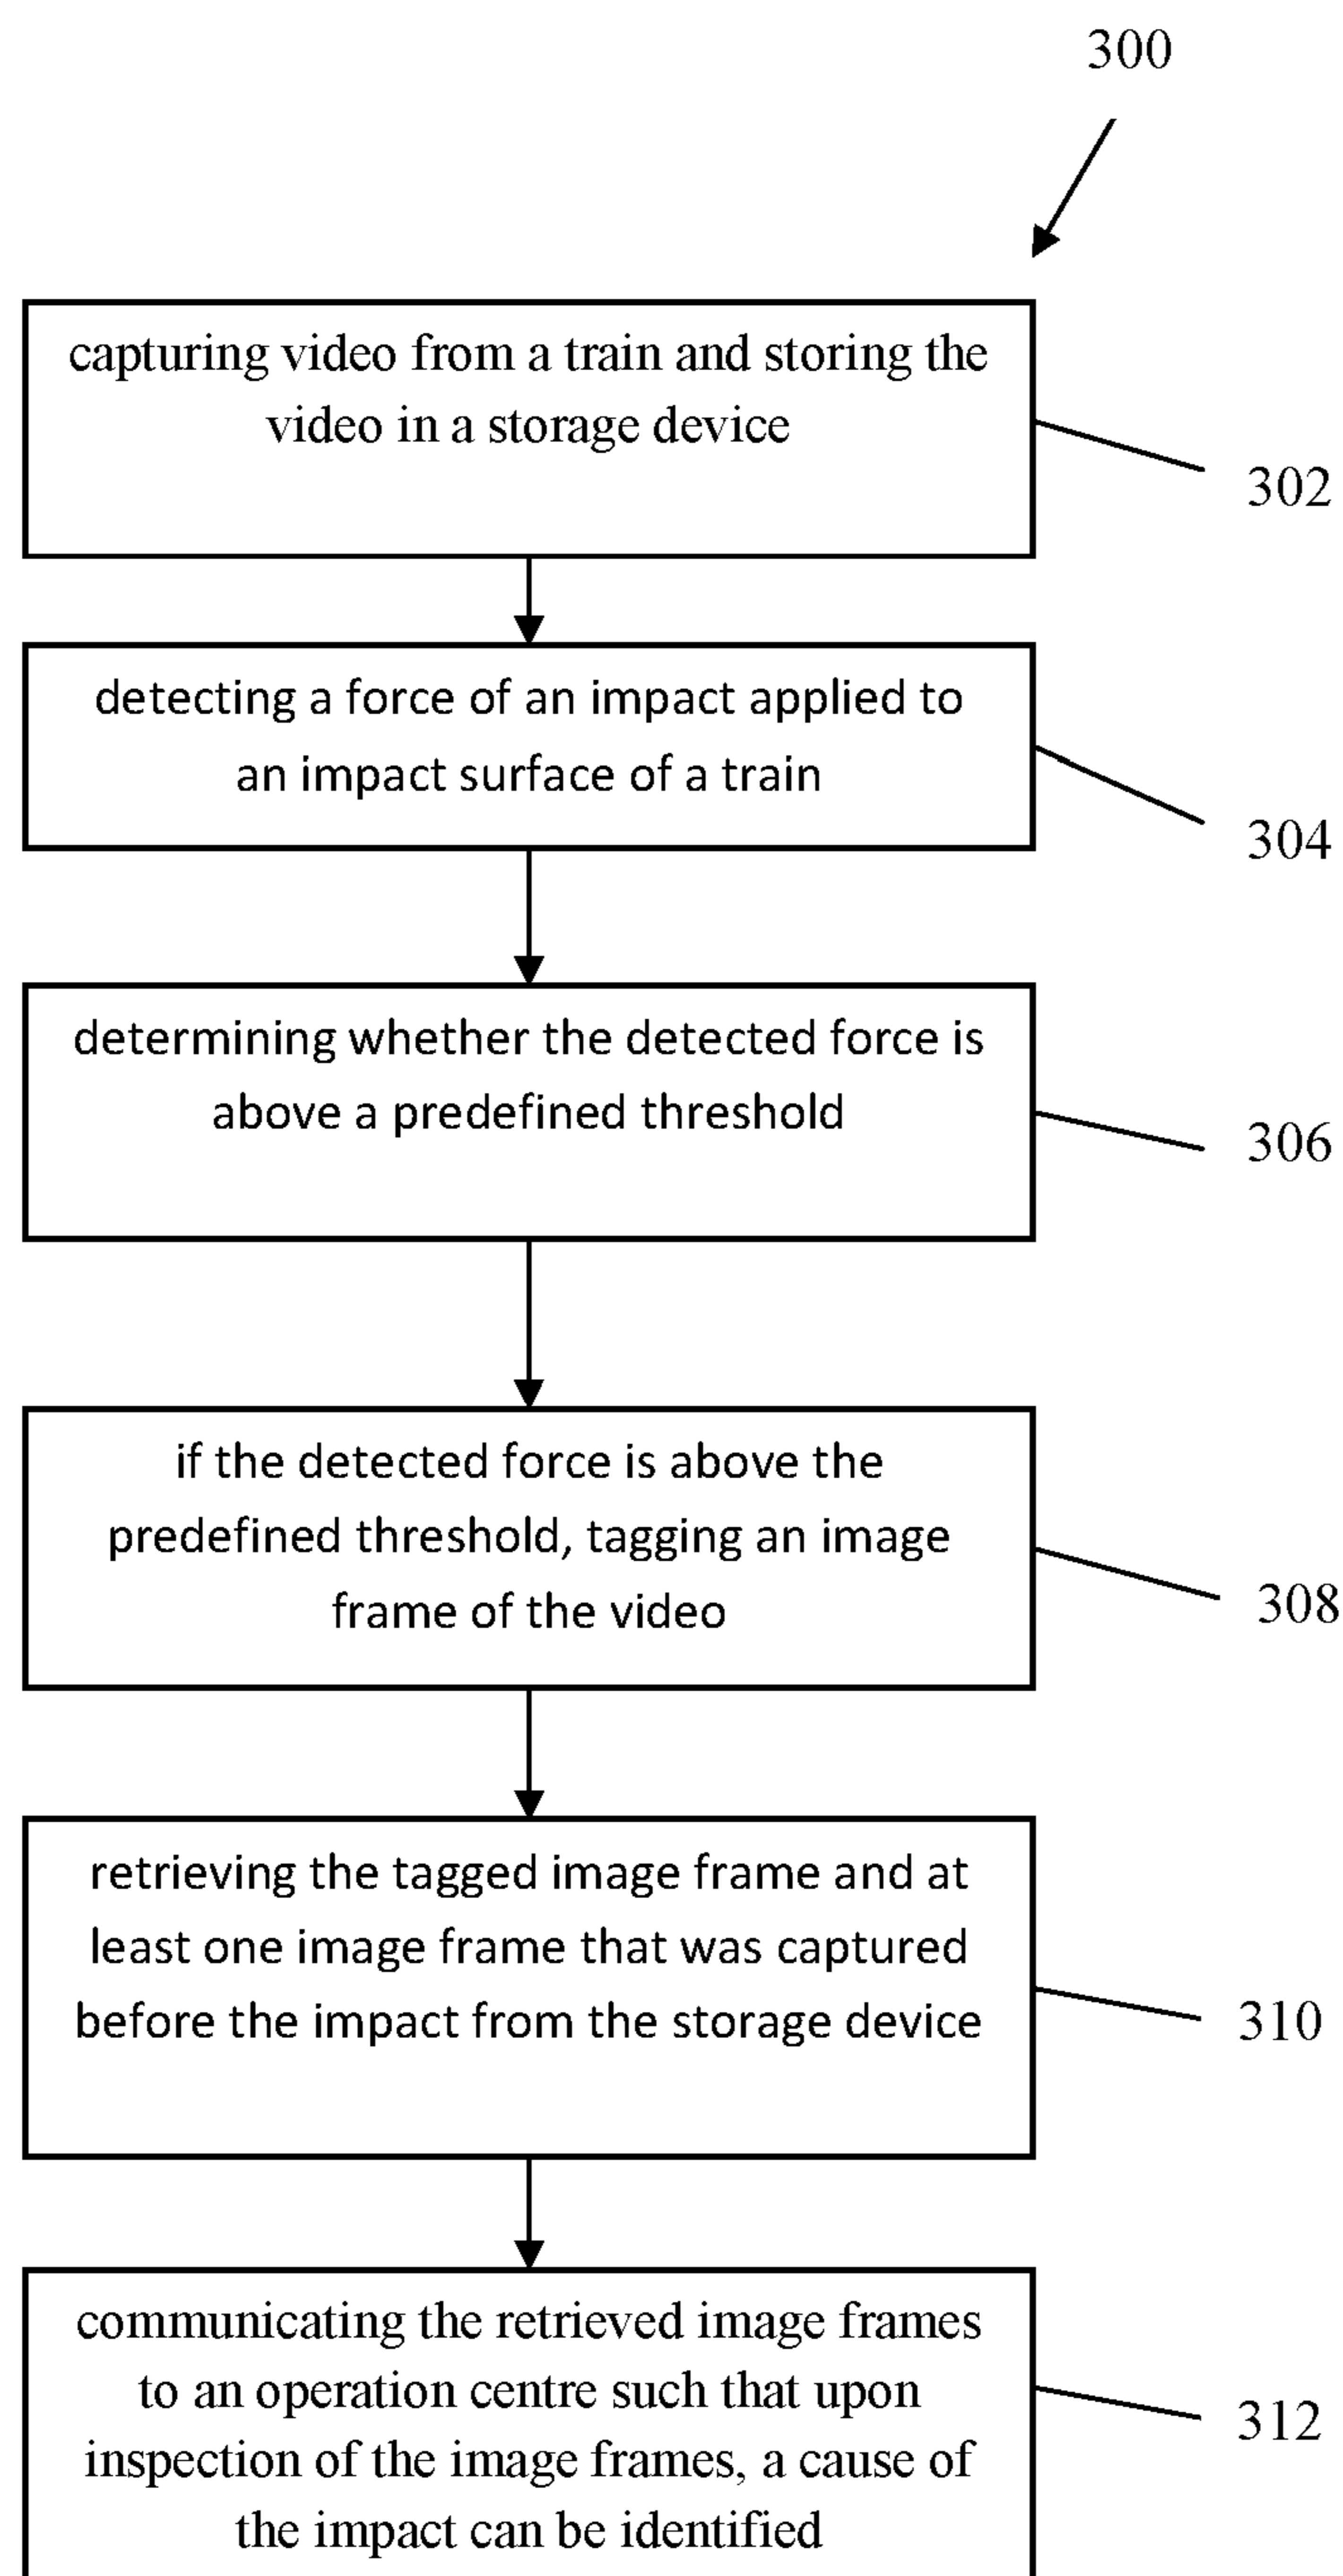 300
capturing video from a train and storing the
video in a storage device
302
detecting a force of an impact applied to
an impact surface of a train
304
determining whether the detected force is
above a predefined threshold
306
if the detected force is above the
predefined threshold, tagging an image
frame of the video
308
retrieving the tagged image frame and at
least one image frame that was captured
before the impact from the storage device
310
communicating the retrieved image frames
to an operation centre such that upon
inspection of the image frames, a cause of
the impact can be identified
312